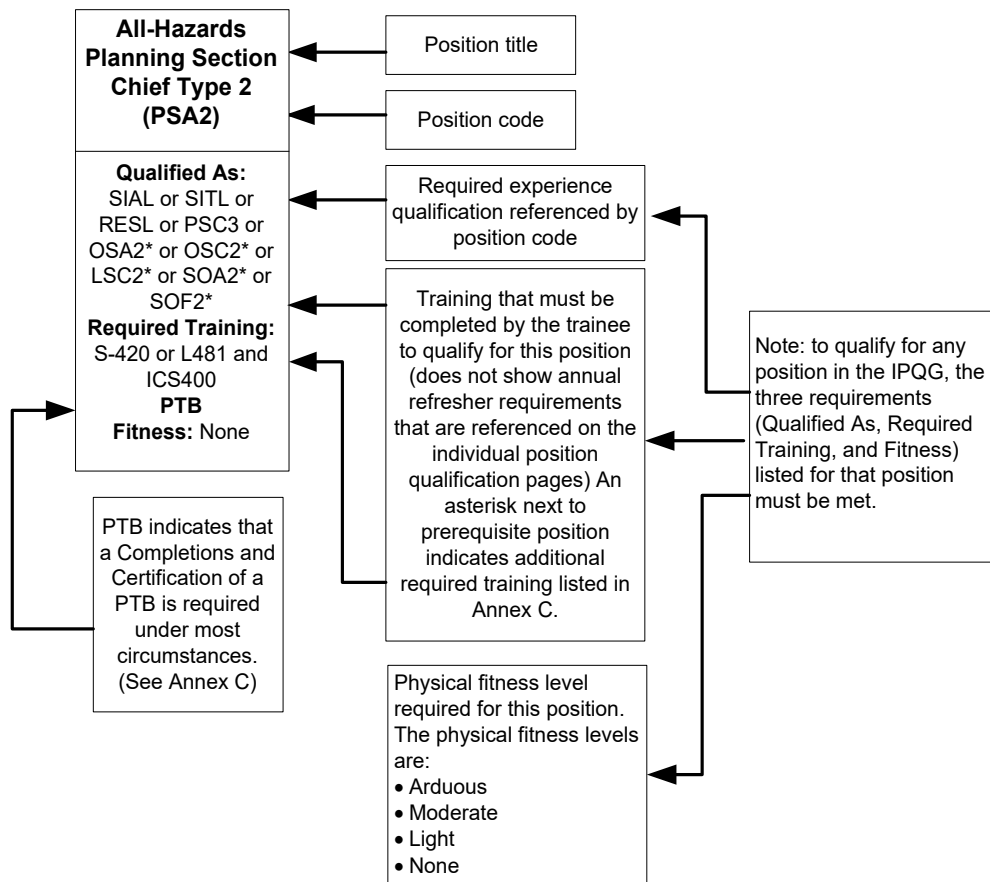 All-Hazards
Planning Section
Chief Type 2
(PSA2)
Qualified As:
SIAL or SITL or
RESL or PSC3 or
OSA2* or OSC2* or
LSC2* or SOA2* or
SOF2*
Required Training:
S-420 or L481 and
ICS400
PTB
Fitness: None
PTB indicates that
a Completions and
Certification of a
PTB is required
under most
circumstances.
(See Annex C)
Position title
Position code
Required experience
qualification referenced by
position code
Training that must be
completed by the trainee
to qualify for this position
(does not show annual
refresher requirements
that are referenced on the
individual position
qualification pages) An
asterisk next to
prerequisite position
indicates additional
required training listed in
Annex C.
Physical fitness level
required for this position.
The physical fitness levels
are:
• Arduous
• Moderate
• Light
• None
Note: to qualify for any
position in the IPQG, the
three requirements
(Qualified As, Required
Training, and Fitness)
listed for that position
must be met.